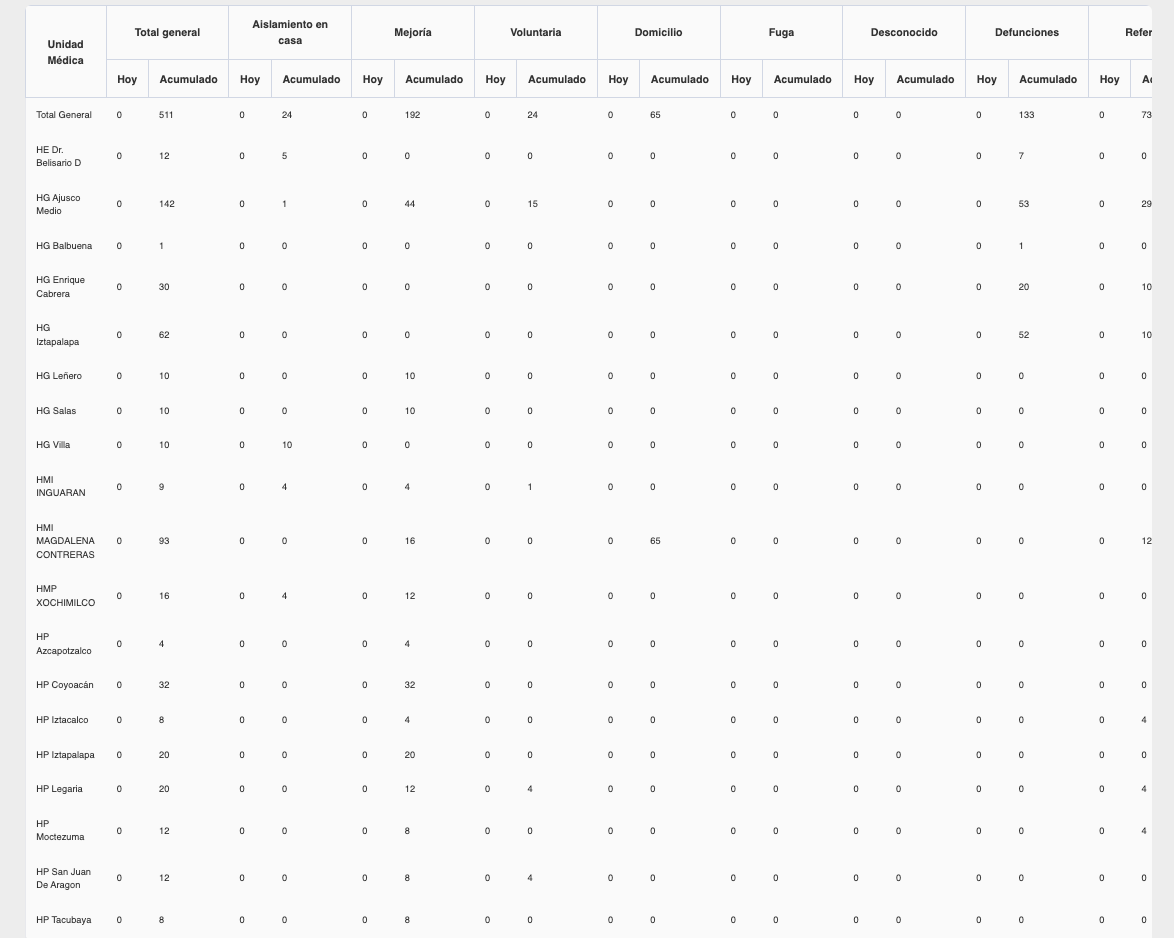 Unidad Médica | Total general | Aislamiento en casa | Mejoría | Voluntaria | Domicilio | Fuga | Desconocido | Defunciones
Hoy Acumulado Hoy Acumulado Hoy Acumulado Hoy Acumulado Hoy Acumulado Hoy Acumulado Hoy Acumulado Hoy Acumulado Hoy
Total General 0 511 0 24 0 192 0 24 0 65 0 0 0 0 0 133 0 73
HE Dr. Belisario D 0 12 0 5 0 0 0 0 0 0 0 0 0 0 0 7 0 0
HG Ajusco Medio 0 142 0 1 0 44 0 15 0 0 0 0 0 0 0 53 0 29
HG Balbuena 0 1 0 0 0 0 0 0 0 0 0 0 0 0 0 1 0 0
HG Enrique Cabrera 0 30 0 0 0 0 0 0 0 0 0 0 0 0 0 20 0 10
HG Iztapalapa 0 62 0 0 0 0 0 0 0 0 0 0 0 0 0 52 0 10
HG Leñero 0 10 0 0 0 10 0 0 0 0 0 0 0 0 0 0 0 0
HG Salas 0 10 0 0 0 10 0 0 0 0 0 0 0 0 0 0 0 0
HG Villa 0 10 0 10 0 0 0 0 0 0 0 0 0 0 0 0 0 0
HMI INGUARAN 0 9 0 4 0 4 0 1 0 0 0 0 0 0 0 0 0 0
HMI MAGDALENA CONTRERAS 0 93 0 0 0 16 0 0 0 65 0 0 0 0 0 0 0 12
HMP XOCHIMILCO 0 16 0 4 0 12 0 0 0 0 0 0 0 0 0 0 0 0
HP Azcapotzalco 0 4 0 0 0 4 0 0 0 0 0 0 0 0 0 0 0 0
HP Coyoacán 0 32 0 0 0 32 0 0 0 0 0 0 0 0 0 0 0 0
HP Iztacalco 0 8 0 0 0 4 0 0 0 0 0 0 0 0 0 0 0 4
HP Iztapalapa 0 20 0 0 0 20 0 0 0 0 0 0 0 0 0 0 0 0
HP Legaria 0 20 0 0 0 12 0 4 0 0 0 0 0 0 0 0 0 4
HP Moctezuma 0 12 0 0 0 8 0 0 0 0 0 0 0 0 0 0 0 4
HP San Juan De Aragon 0 12 0 0 0 8 0 4 0 0 0 0 0 0 0 0 0 0
HP Tacubaya 0 8 0 0 0 8 0 0 0 0 0 0 0 0 0 0 0 0